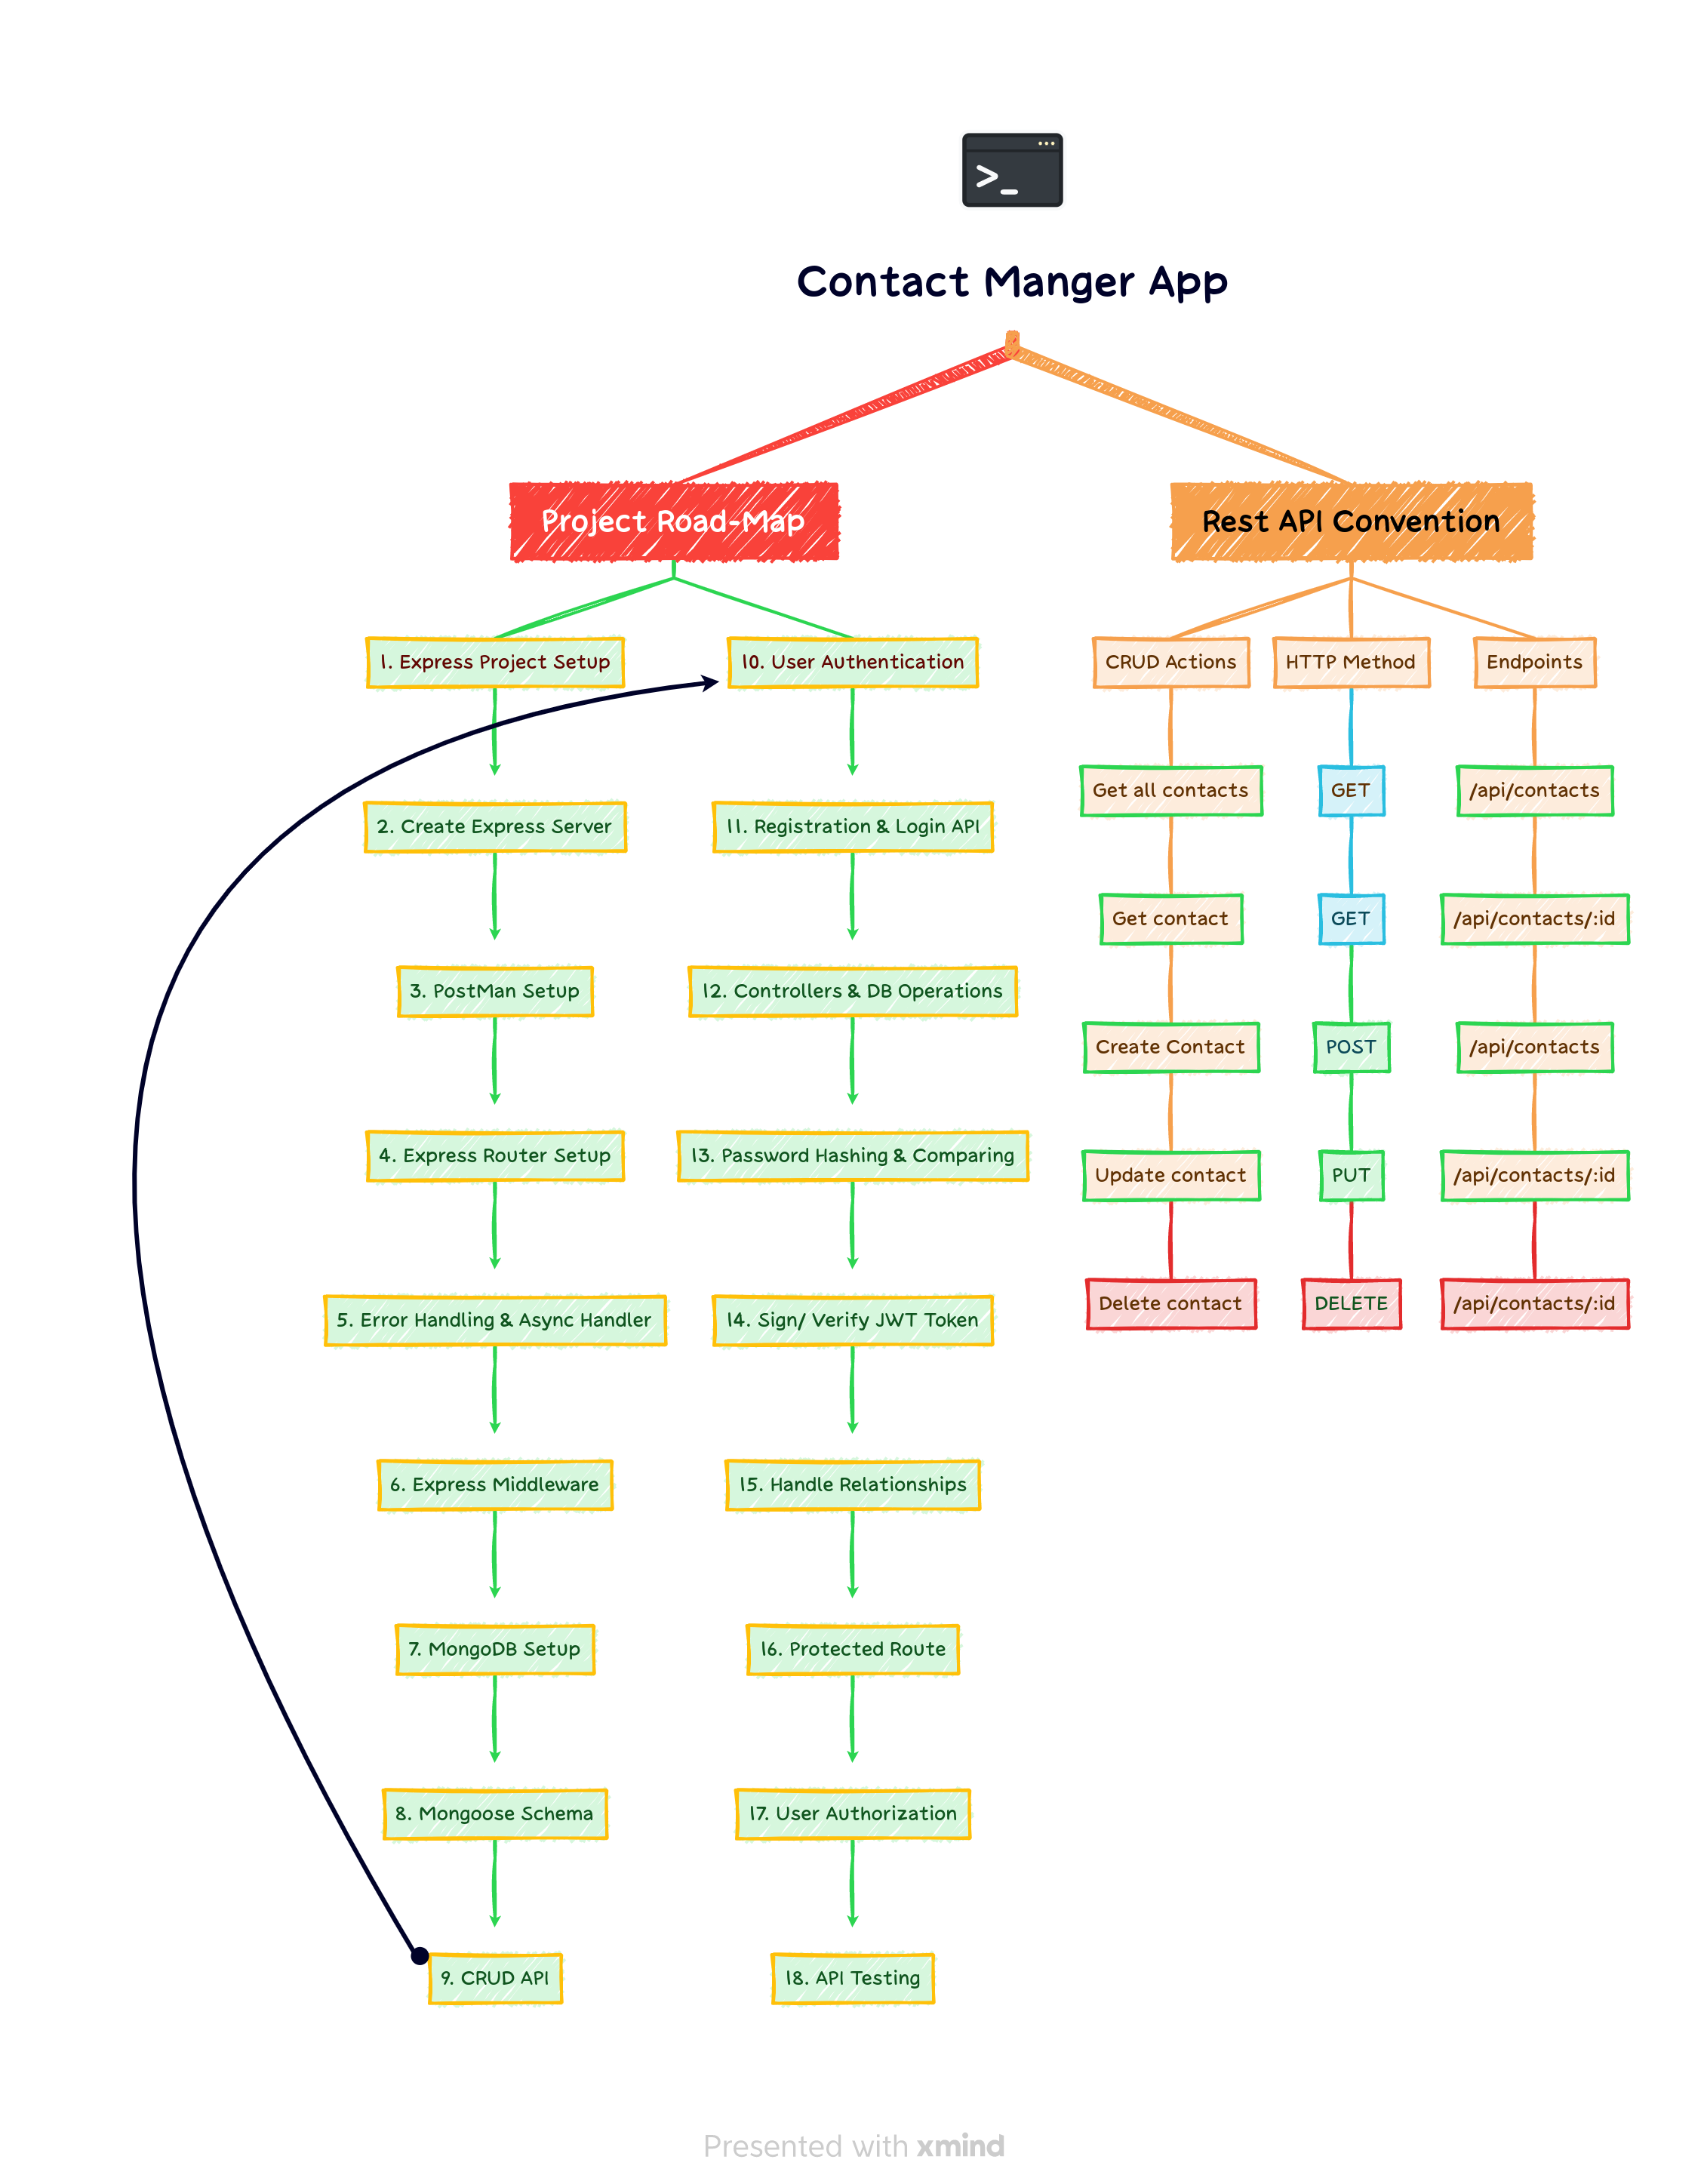 >_
Contact Manger App
Project Road-Map
1. Express Project Setup
2. Create Express Server
3. PostMan Setup
4. Express Router Setup
5. Error Handling & Async Handler
6. Express Middleware
7. MongoDB Setup
8. Mongoose Schema
9. CRUD API
10. User Authentication
11. Registration & Login API
12. Controllers & DB Operations
13. Password Hashing & Comparing
14. Sign/ Verify JWT Token
15. Handle Relationships
16. Protected Route
17. User Authorization
18. API Testing
Rest API Convention
CRUD Actions
Get all contacts
Get contact
Create Contact
Update contact
Delete contact
HTTP Method
GET
GET
POST
PUT
DELETE
Endpoints
/api/contacts
/api/contacts/:id
/api/contacts
/api/contacts/:id
/api/contacts/:id
Presented with xmind